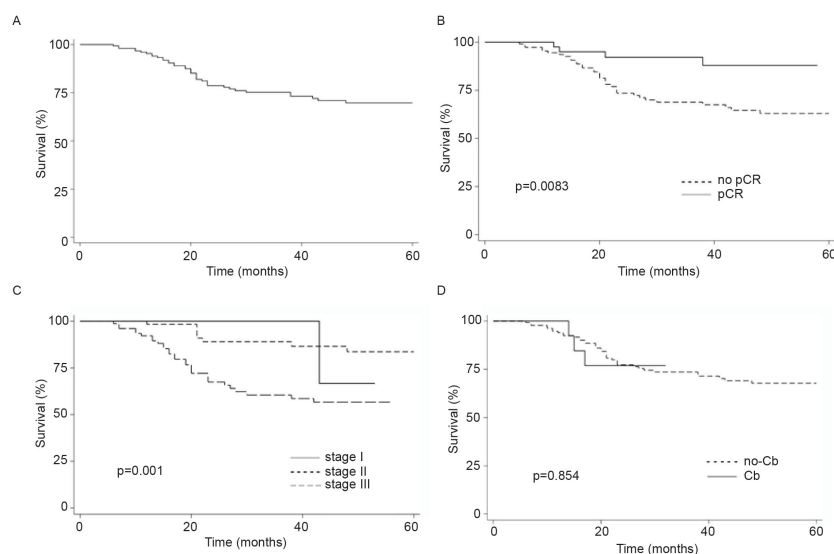 A
100
75
50
25
0
Survival (%)
0 20 40 60
Time (months)
B
100
75
50
25
0
Survival (%)
p=0.0083
no pCR
pCR
0 20 40 60
Time (months)
C
100
75
50
25
0
Survival (%)
p=0.001
stage I
stage II
stage III
0 20 40 60
Time (months)
D
100
75
50
25
0
Survival (%)
p=0.854
no-Cb
Cb
0 20 40 60
Time (months)